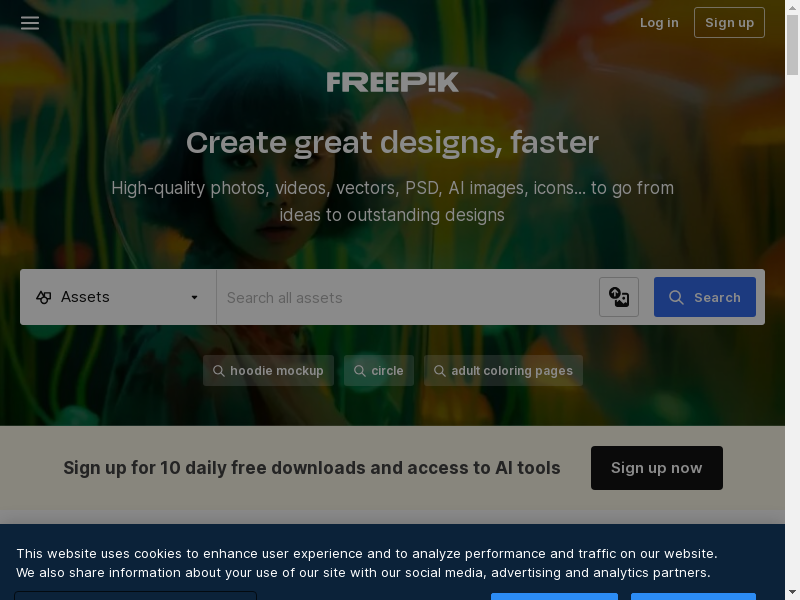 Log in
Sign up
FREEPIK
Create great designs, faster
High-quality photos, videos, vectors, PSD, AI images, icons... to go from
ideas to outstanding designs
Assets
Search all assets
Search
hoodie mockup
circle
adult coloring pages
Sign up for 10 daily free downloads and access to AI tools
Sign up now
This website uses cookies to enhance user experience and to analyze performance and traffic on our website.
We also share information about your use of our site with our social media, advertising and analytics partners.